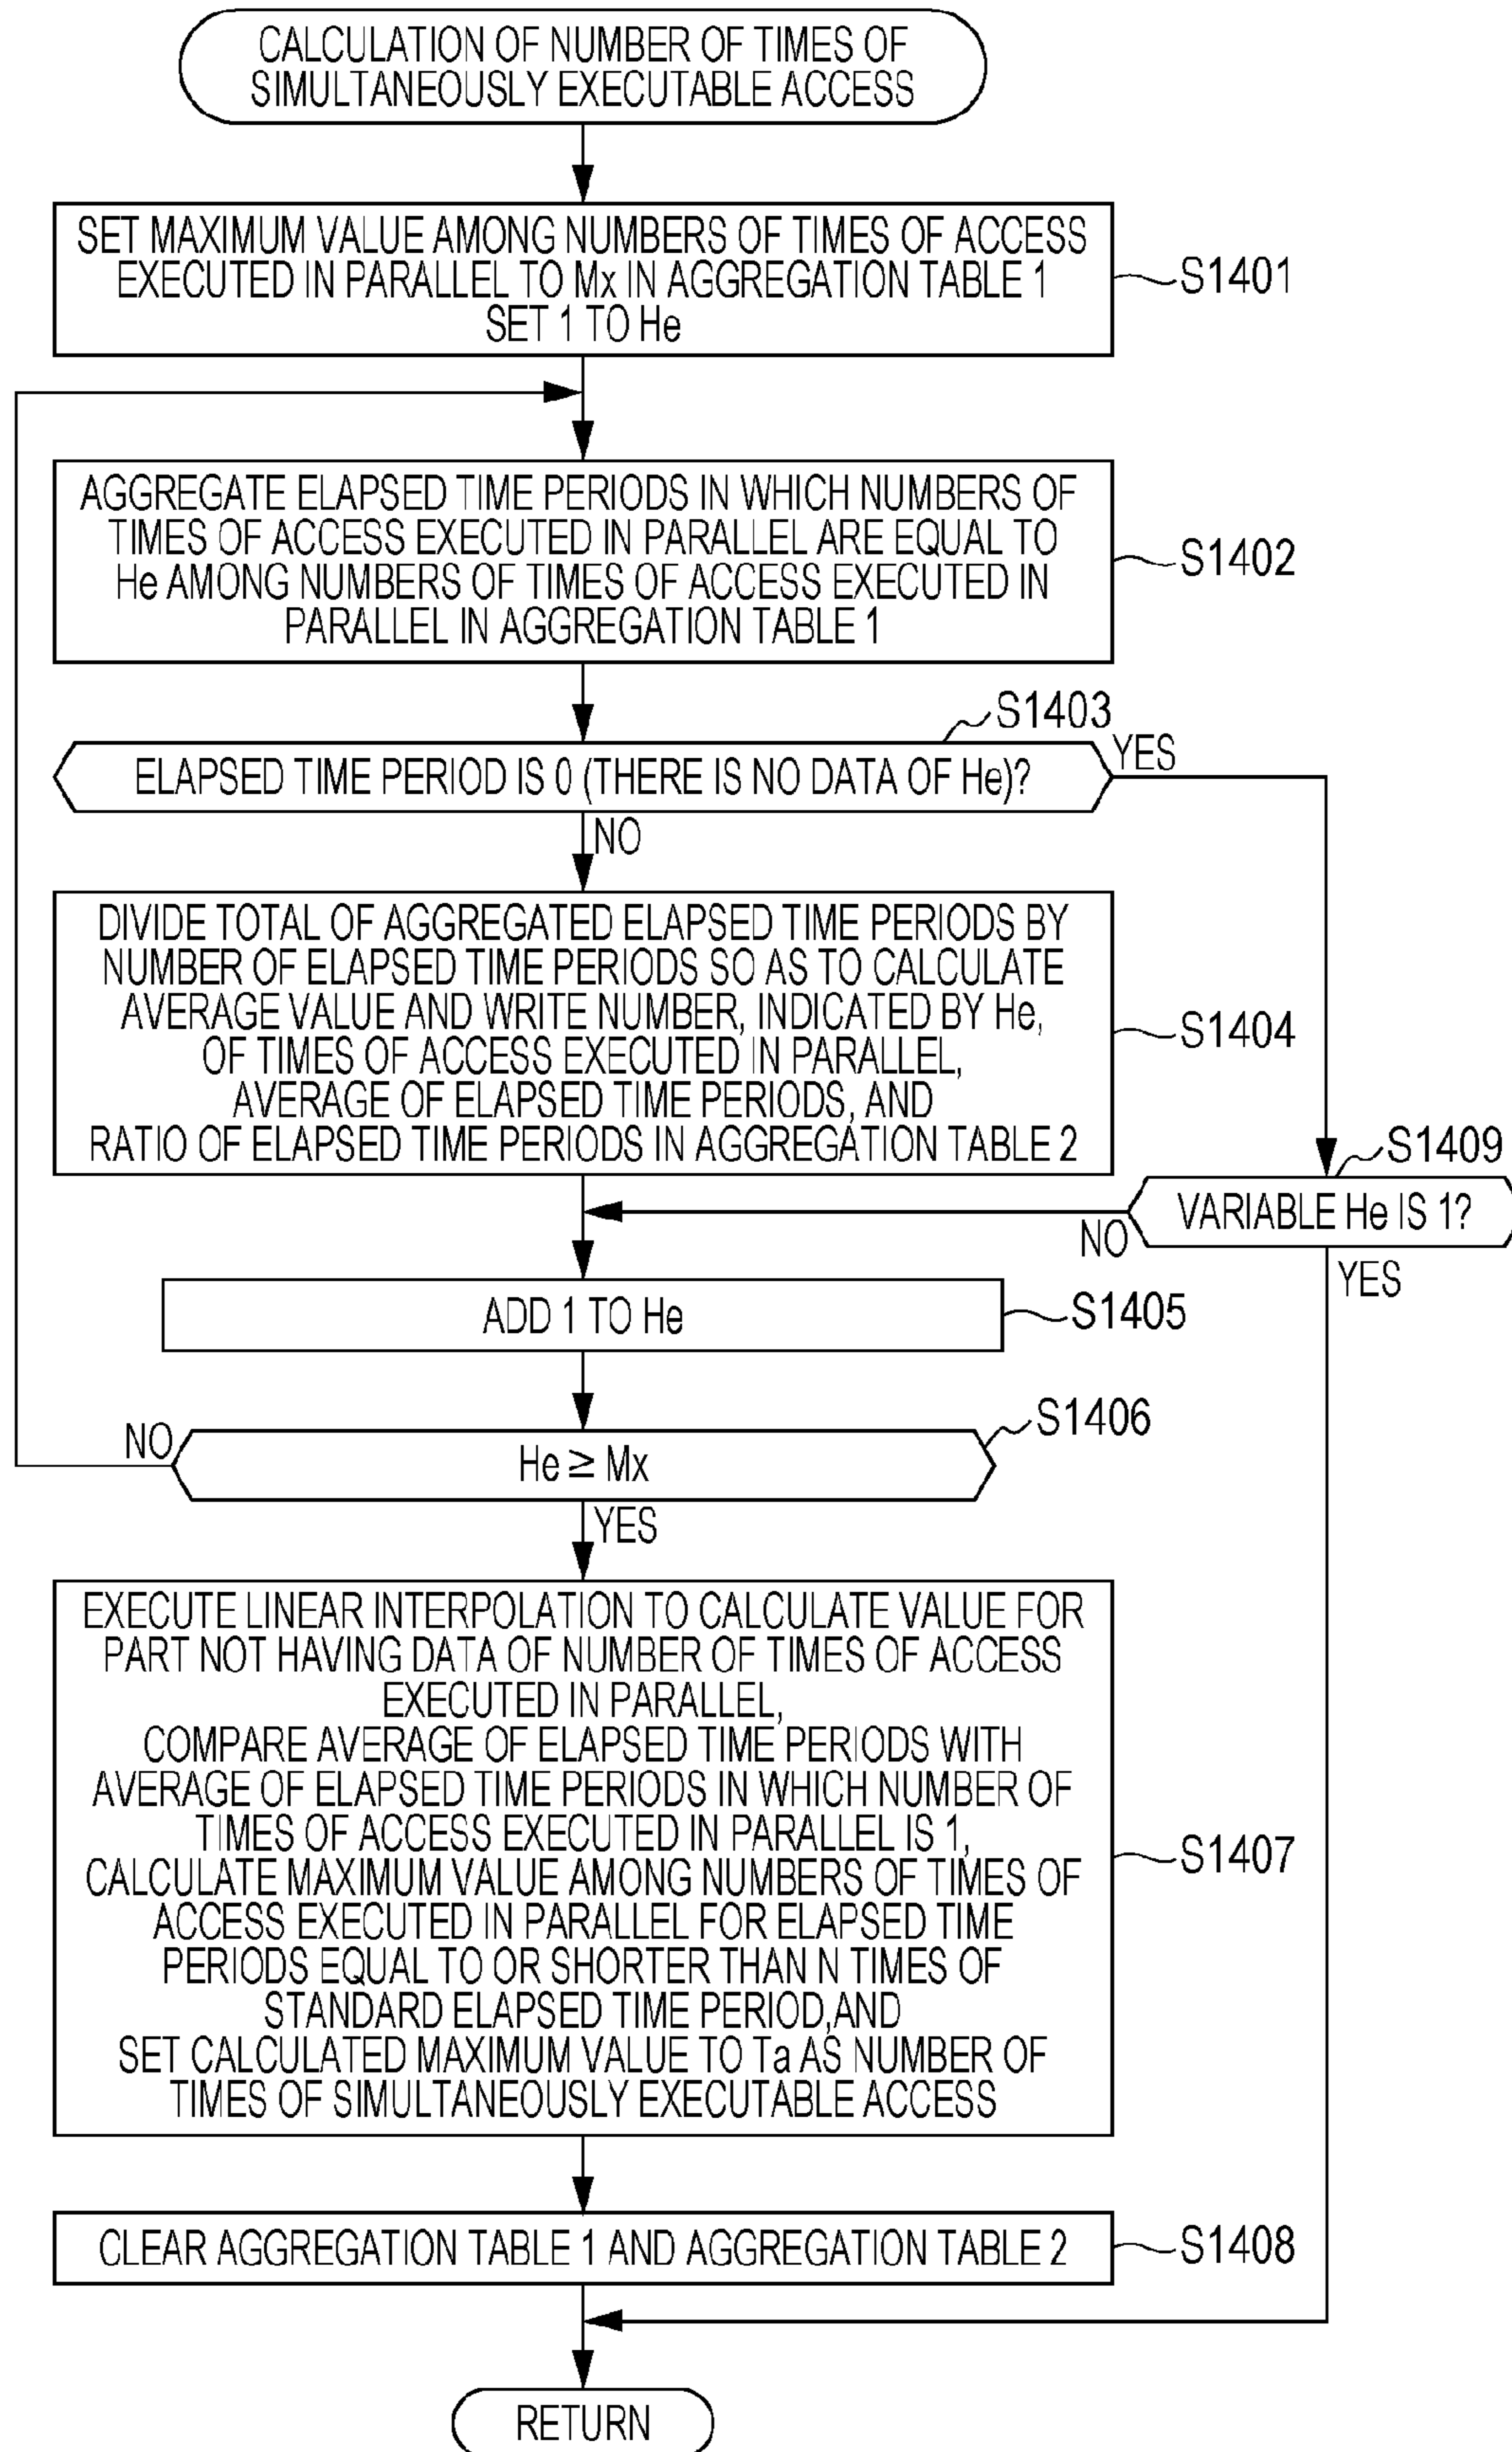 CALCULATION OF NUMBER OF TIMES OF
SIMULTANEOUSLY EXECUTABLE ACCESS
SET MAXIMUM VALUE AMONG NUMBERS OF TIMES OF ACCESS
EXECUTED IN PARALLEL TO Mx IN AGGREGATION TABLE 1
SET 1 TO He
S1401
AGGREGATE ELAPSED TIME PERIODS IN WHICH NUMBERS OF
TIMES OF ACCESS EXECUTED IN PARALLEL ARE EQUAL TO
He AMONG NUMBERS OF TIMES OF ACCESS EXECUTED IN
PARALLEL IN AGGREGATION TABLE 1
S1402
S1403
ELAPSED TIME PERIOD IS 0 (THERE IS NO DATA OF He)?
YES
NO
DIVIDE TOTAL OF AGGREGATED ELAPSED TIME PERIODS BY
NUMBER OF ELAPSED TIME PERIODS SO AS TO CALCULATE
AVERAGE VALUE AND WRITE NUMBER, INDICATED BY He,
OF TIMES OF ACCESS EXECUTED IN PARALLEL,
AVERAGE OF ELAPSED TIME PERIODS, AND
RATIO OF ELAPSED TIME PERIODS IN AGGREGATION TABLE 2
S1404
S1409
VARIABLE He IS 1?
NO
YES
ADD 1 TO He
S1405
S1406
NO
He ≥ Mx
YES
EXECUTE LINEAR INTERPOLATION TO CALCULATE VALUE FOR
PART NOT HAVING DATA OF NUMBER OF TIMES OF ACCESS
EXECUTED IN PARALLEL,
COMPARE AVERAGE OF ELAPSED TIME PERIODS WITH
AVERAGE OF ELAPSED TIME PERIODS IN WHICH NUMBER OF
TIMES OF ACCESS EXECUTED IN PARALLEL IS 1,
CALCULATE MAXIMUM VALUE AMONG NUMBERS OF TIMES OF
ACCESS EXECUTED IN PARALLEL FOR ELAPSED TIME
PERIODS EQUAL TO OR SHORTER THAN N TIMES OF
STANDARD ELAPSED TIME PERIOD,AND
SET CALCULATED MAXIMUM VALUE TO Ta AS NUMBER OF
TIMES OF SIMULTANEOUSLY EXECUTABLE ACCESS
S1407
CLEAR AGGREGATION TABLE 1 AND AGGREGATION TABLE 2
S1408
RETURN